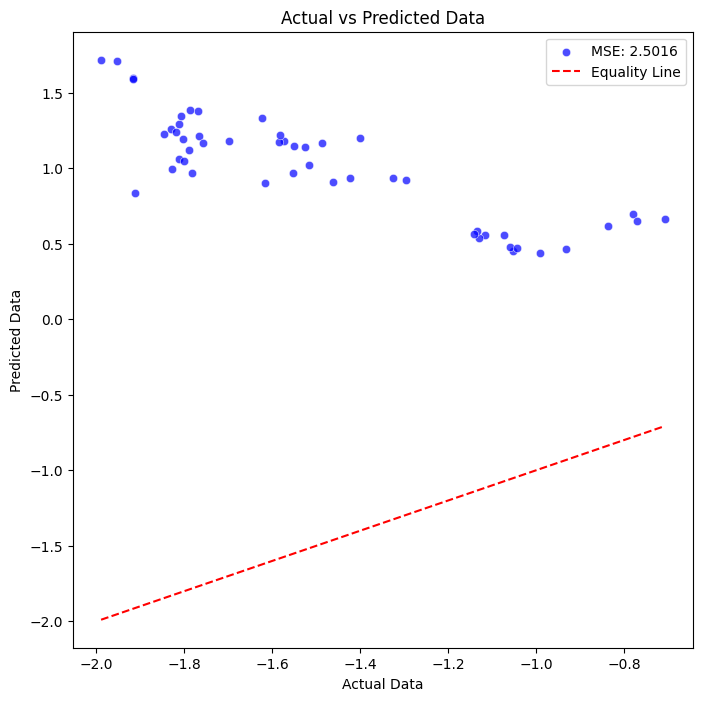 Actual vs Predicted Data
MSE: 2.5016
Equality Line
Predicted Data
1.5
1.0
0.5
0.0
−0.5
−1.0
−1.5
−2.0
−2.0 −1.8 −1.6 −1.4 −1.2 −1.0 −0.8
Actual Data